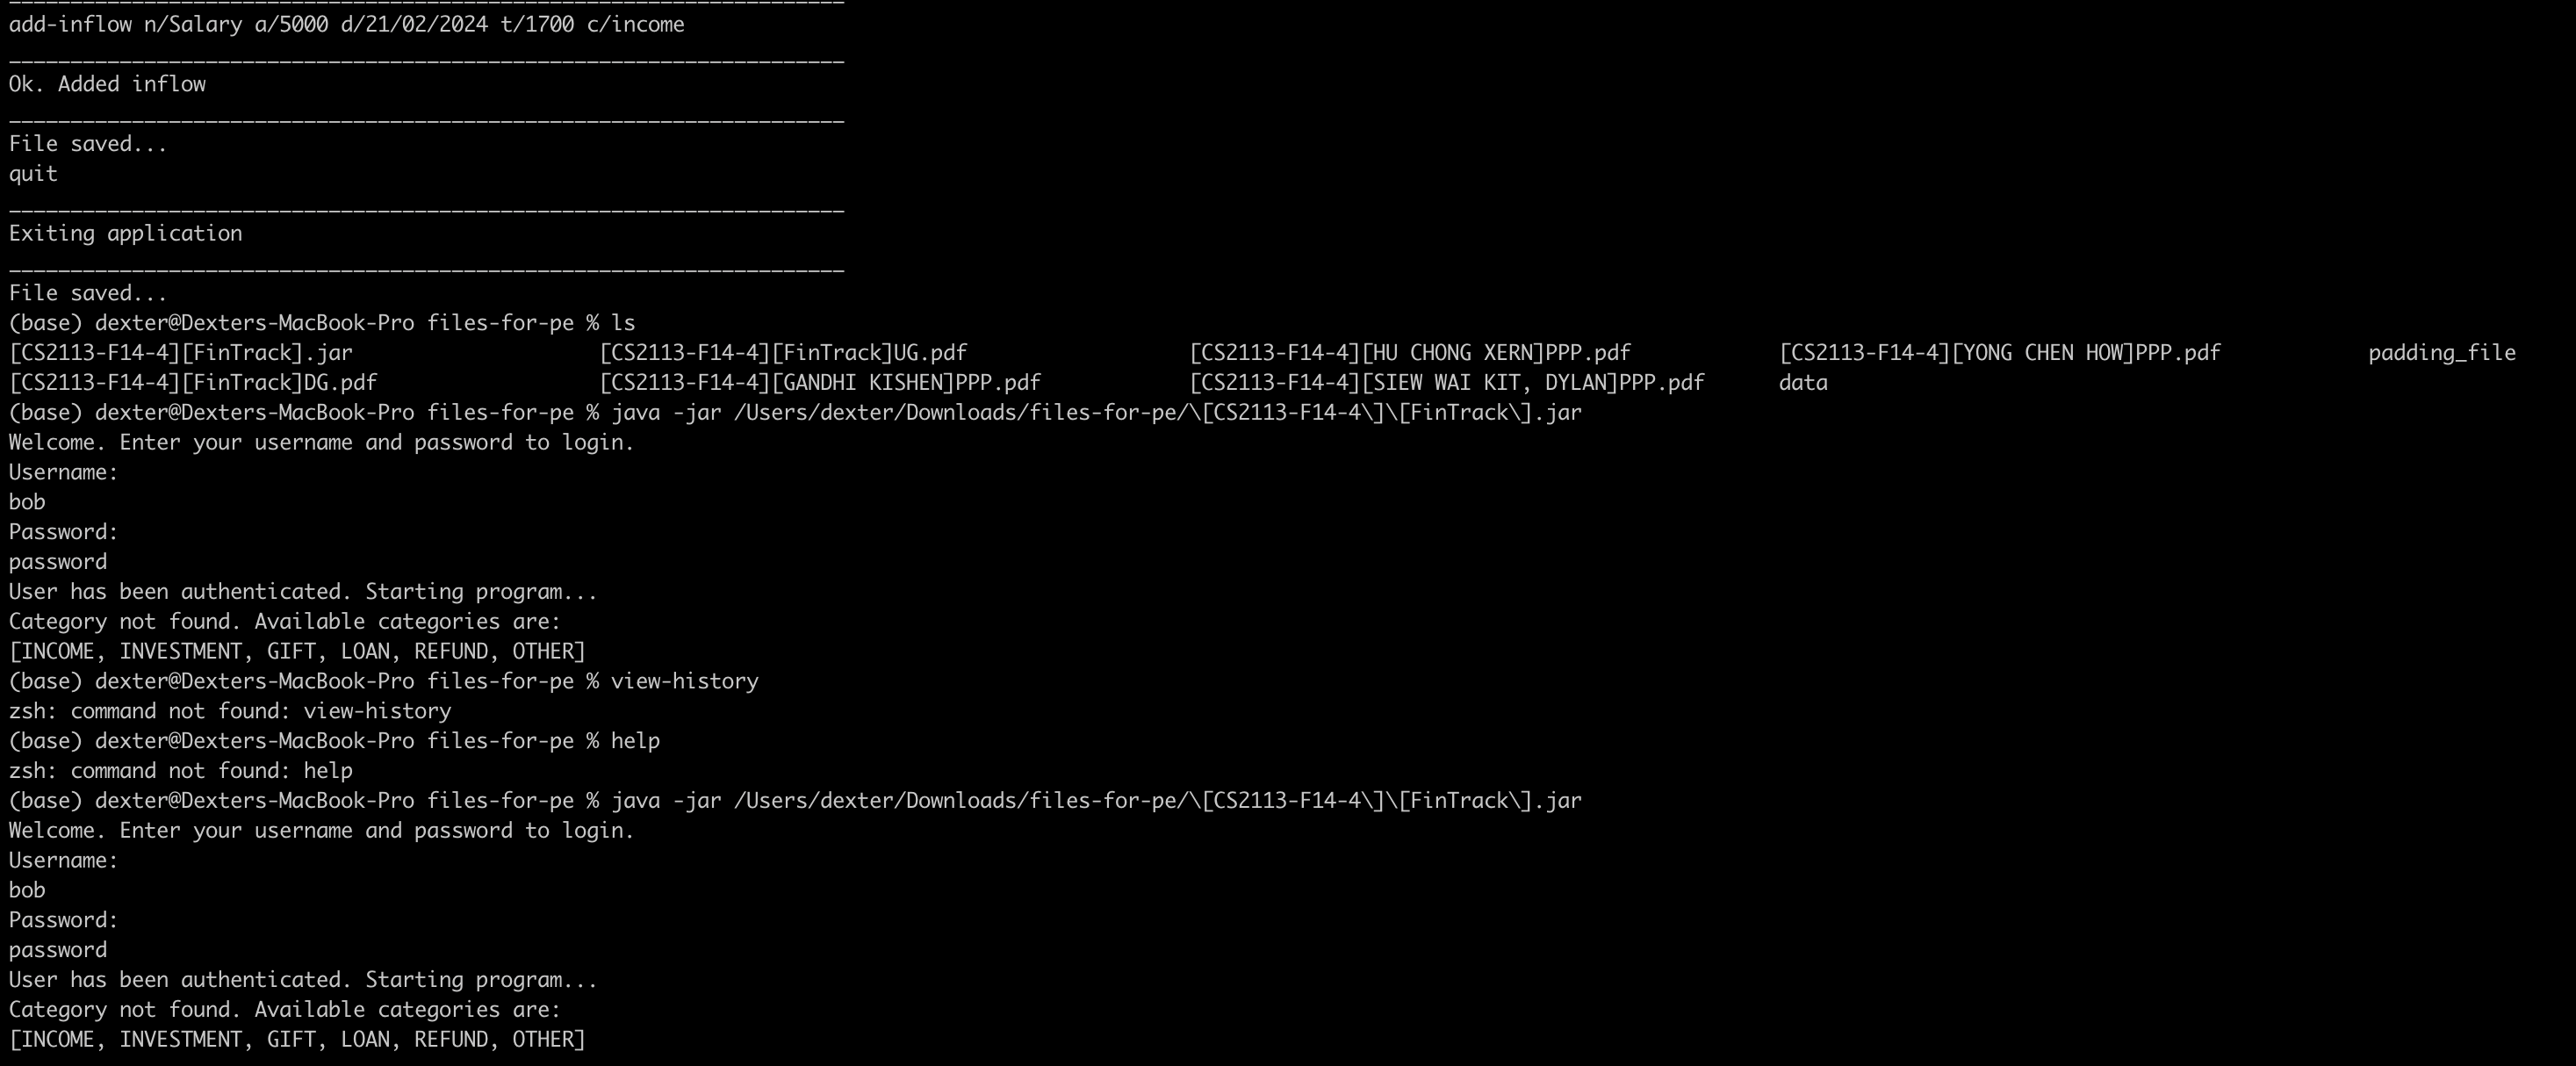 add-inflow n/Salary a/5000 d/21/02/2024 t/1700 c/income
____________________________________________________________________
Ok. Added inflow
____________________________________________________________________
File saved...
quit
____________________________________________________________________
Exiting application
____________________________________________________________________
File saved...
(base) dexter@Dexters-MacBook-Pro files-for-pe % ls
[CS2113-F14-4][FinTrack].jar [CS2113-F14-4][FinTrack]UG.pdf [CS2113-F14-4][HU CHONG XERN]PPP.pdf [CS2113-F14-4][YONG CHEN HOW]PPP.pdf padding_file
[CS2113-F14-4][FinTrack]DG.pdf [CS2113-F14-4][GANDHI KISHEN]PPP.pdf [CS2113-F14-4][SIEW WAI KIT, DYLAN]PPP.pdf data
(base) dexter@Dexters-MacBook-Pro files-for-pe % java -jar /Users/dexter/Downloads/files-for-pe/\[CS2113-F14-4\]\[FinTrack\].jar
Welcome. Enter your username and password to login.
Username:
bob
Password:
password
User has been authenticated. Starting program...
Category not found. Available categories are:
[INCOME, INVESTMENT, GIFT, LOAN, REFUND, OTHER]
(base) dexter@Dexters-MacBook-Pro files-for-pe % view-history
zsh: command not found: view-history
(base) dexter@Dexters-MacBook-Pro files-for-pe % help
zsh: command not found: help
(base) dexter@Dexters-MacBook-Pro files-for-pe % java -jar /Users/dexter/Downloads/files-for-pe/\[CS2113-F14-4\]\[FinTrack\].jar
Welcome. Enter your username and password to login.
Username:
bob
Password:
password
User has been authenticated. Starting program...
Category not found. Available categories are:
[INCOME, INVESTMENT, GIFT, LOAN, REFUND, OTHER]